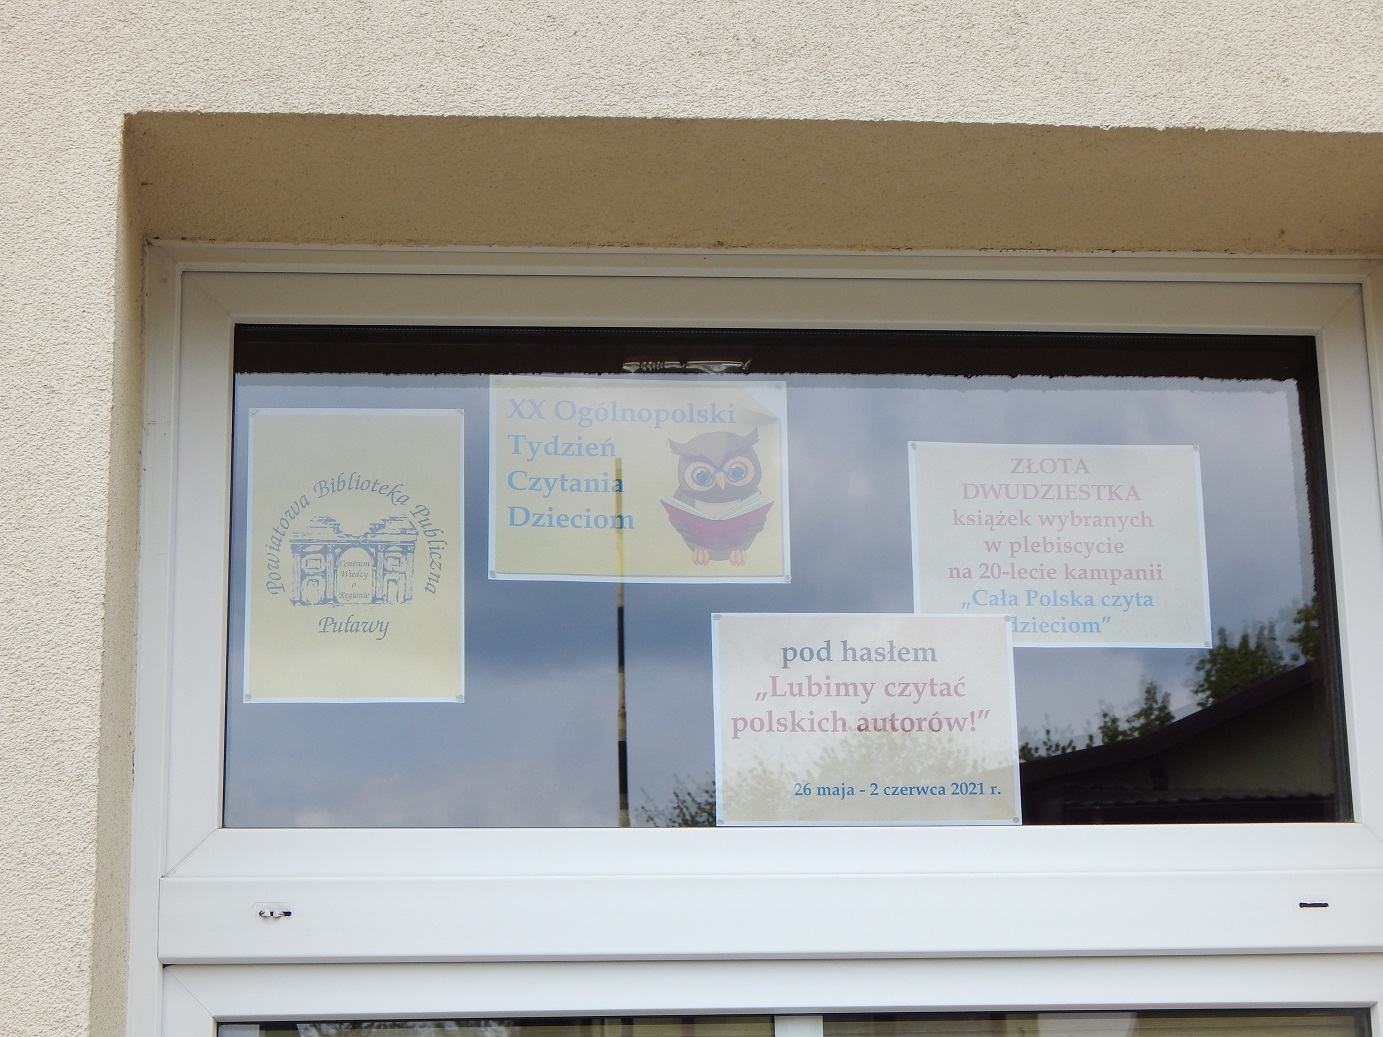 Powiatowa Biblioteka Publiczna
Centrum
Wiedzy
o
Regionie
Puławy
XX Ogólnopolski
Tydzień
Czytania
Dzieciom
ZŁOTA
DWUDZIESTKA
książek wybranych
w plebiscycie
na 20-lecie kampanii
„Cała Polska czyta
dzieciom”
pod hasłem
„Lubimy czytać
polskich autorów!”
26 maja - 2 czerwca 2021 r.